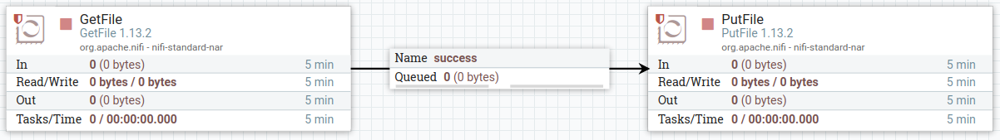 GetFile
GetFile 1.13.2
org.apache.nifi - nifi-standard-nar
In 0 (0 bytes) 5 min
Read/Write 0 bytes / 0 bytes 5 min
Out 0 (0 bytes) 5 min
Tasks/Time 0 / 00:00:00.000 5 min
Name success
Queued 0 (0 bytes)
PutFile
PutFile 1.13.2
org.apache.nifi - nifi-standard-nar
In 0 (0 bytes) 5 min
Read/Write 0 bytes / 0 bytes 5 min
Out 0 (0 bytes) 5 min
Tasks/Time 0 / 00:00:00.000 5 min